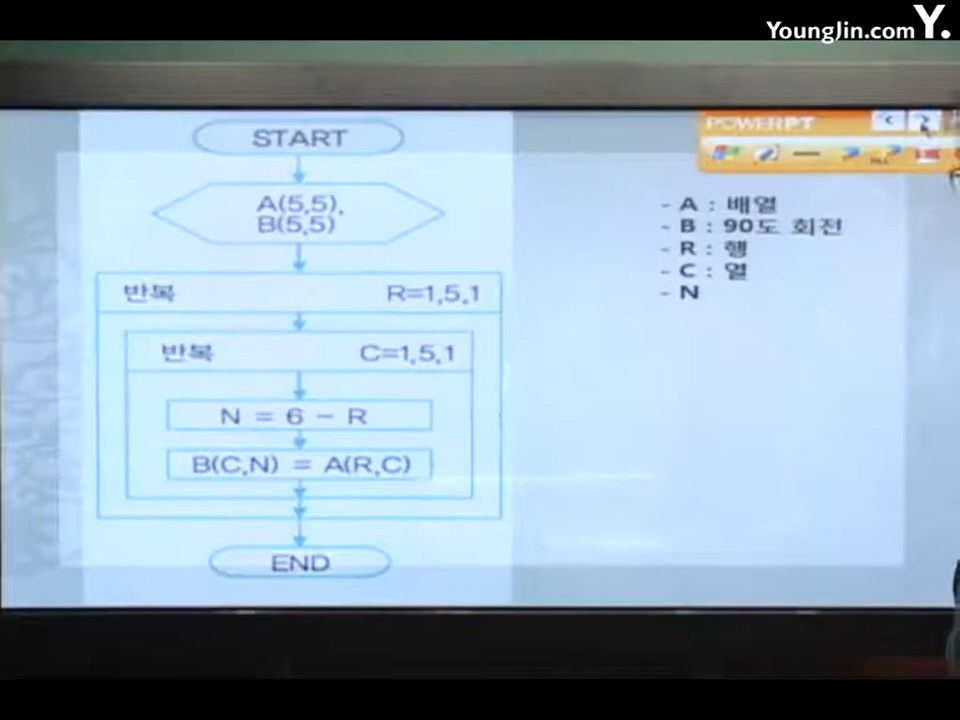 YoungJin.com Y.
POWERPT
START
A(5,5),
B(5,5)
반복 R=1,5,1
반복 C=1,5,1
N = 6 - R
B(C,N) = A(R,C)
END
- A : 배열
- B : 90도 회전
- R : 행
- C : 열
- N